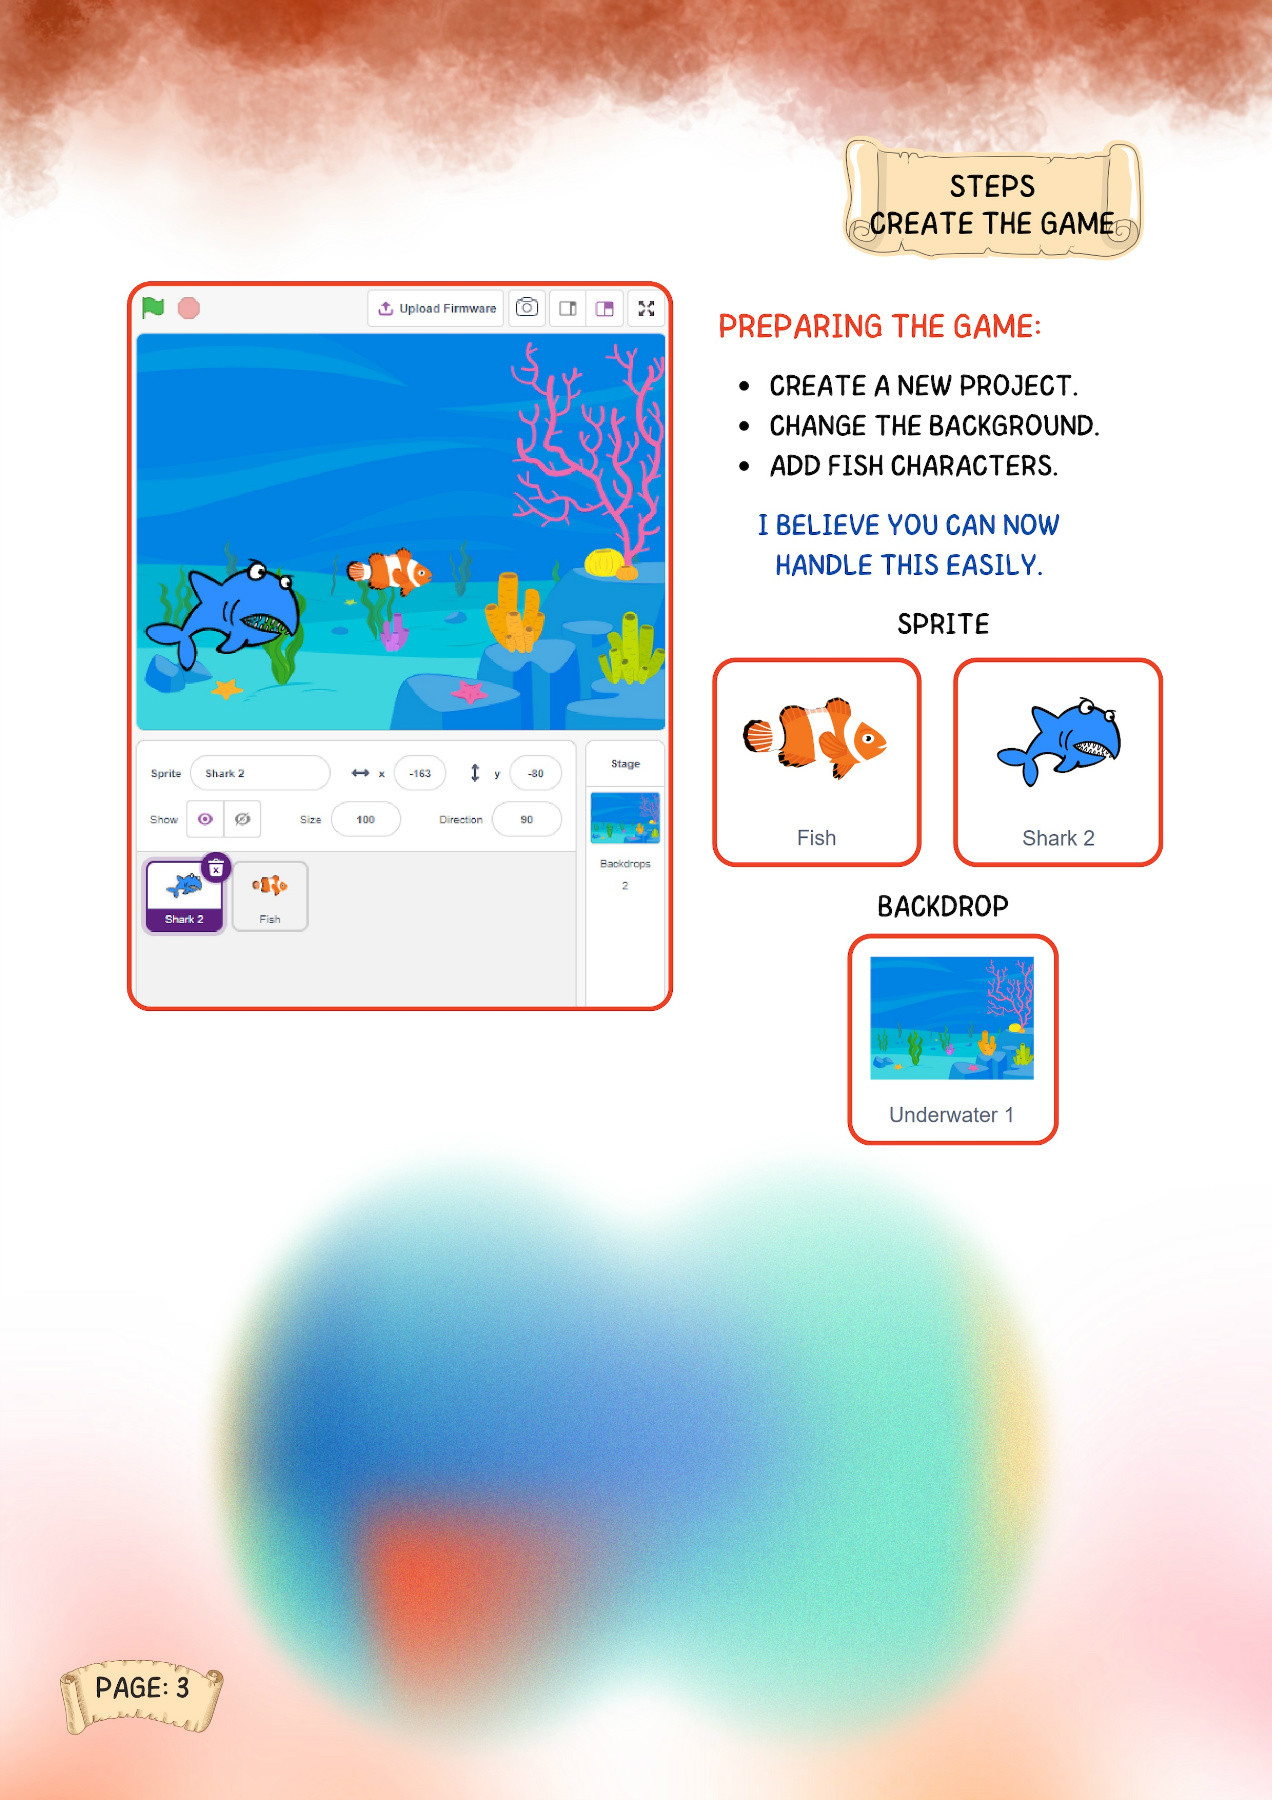 STEPS
CREATE THE GAME
Upload Firmware
PREPARING THE GAME:
• CREATE A NEW PROJECT.
• CHANGE THE BACKGROUND.
• ADD FISH CHARACTERS.
I BELIEVE YOU CAN NOW
HANDLE THIS EASILY.
SPRITE
Fish
Shark 2
BACKDROP
Underwater 1
Sprite Shark 2 x -163 y -80
Show Size 100 Direction 90
Shark 2 Fish
Stage
Backdrops
2
PAGE: 3